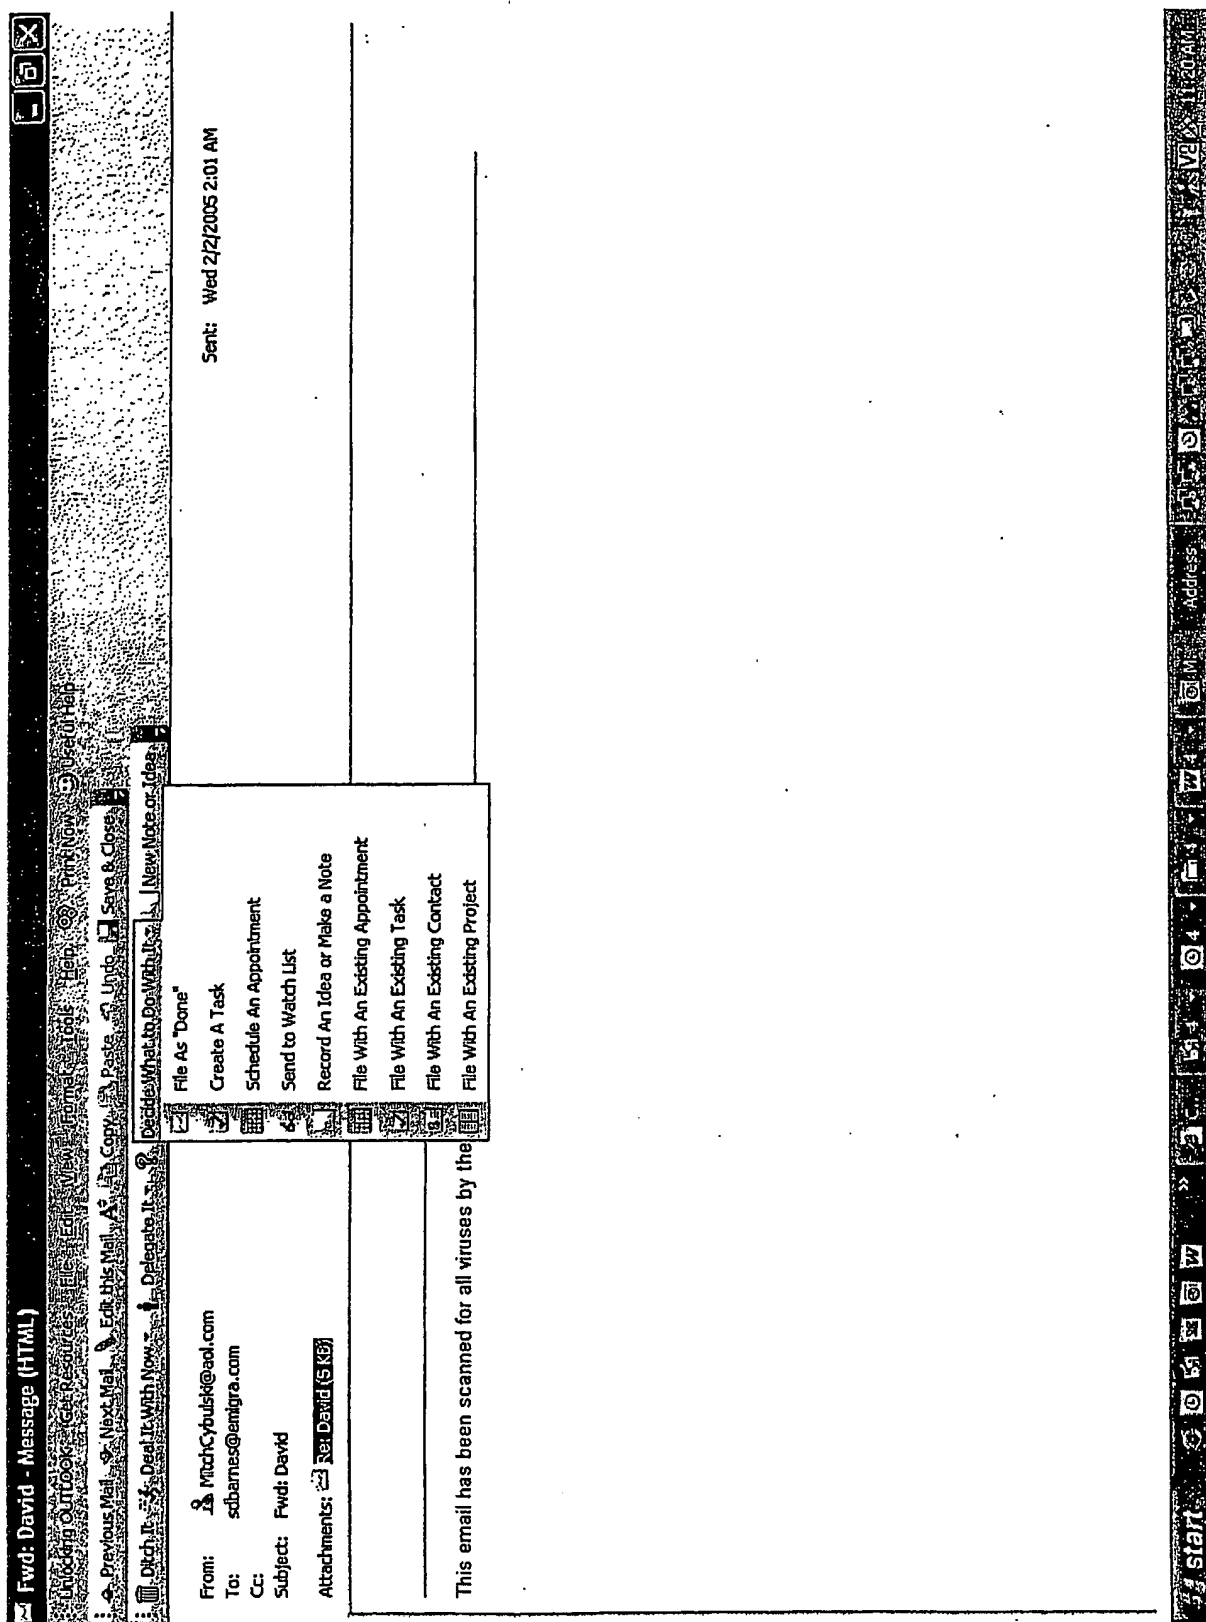 Fwd: David - Message (HTML)
Unlocking OUTLOOK Get Resources File Edit View Format Tools Help Print Now Useful Help
Previous Mail Next Mail Edit this Mail Copy Paste Undo Save & Close
Ditch It Deal It With Now Delegate It Decide What to Do With It New Note or Idea
File As "Done"
Create A Task
Schedule An Appointment
Send to Watch List
Record An Idea or Make a Note
File With An Existing Appointment
File With An Existing Task
File With An Existing Contact
File With An Existing Project
From: MitchCybulski@aol.com Sent: Wed 2/2/2005 2:01 AM
To: sdbarnes@emigra.com
Cc:
Subject: Fwd: David
Attachments: Re: David (5 KB)
This email has been scanned for all viruses by the
start Address 11:20 AM